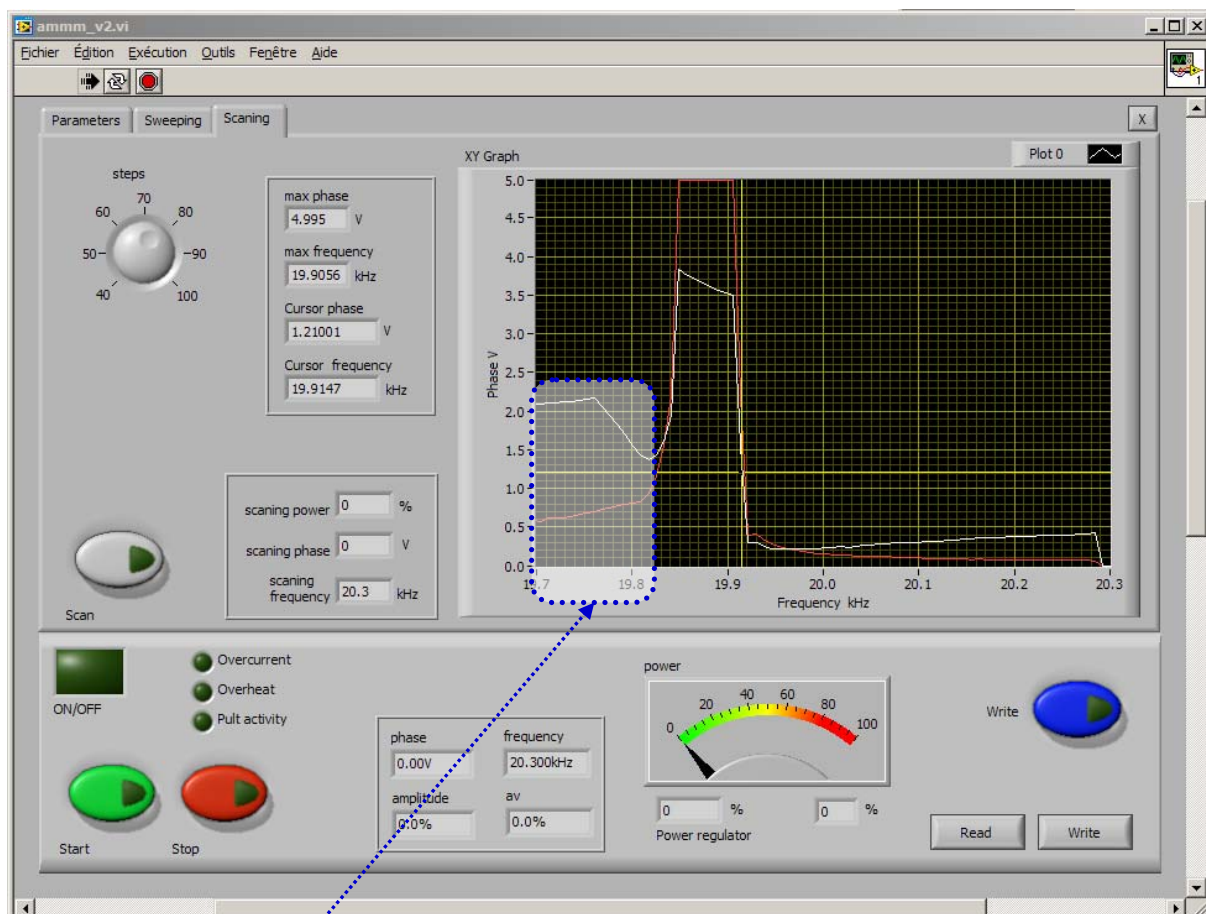 ammm_v2.vi
Fichier Édition Exécution Outils Fenêtre Aide
1
Parameters Sweeping Scaning X
XY Graph Plot 0
steps
40 50 60 70 80 90 100
max phase
4.995 V
max frequency
19.9056 kHz
Cursor phase
1.21001 V
Cursor frequency
19.9147 kHz
5.0
4.5
4.0
3.5
3.0
2.5
2.0
1.5
1.0
0.5
0.0
Phase V
19.7 19.8 19.9 20.0 20.1 20.2 20.3
Frequency kHz
scaning power 0 %
scaning phase 0 V
scaning
frequency 20.3 kHz
Scan
ON/OFF
Overcurrent
Overheat
Pult activity
Start Stop
phase frequency
0.00V 20.300kHz
amplitude av
0.0% 0.0%
power
0 20 40 60 80 100
0 % 0 %
Power regulator
Write
Read Write